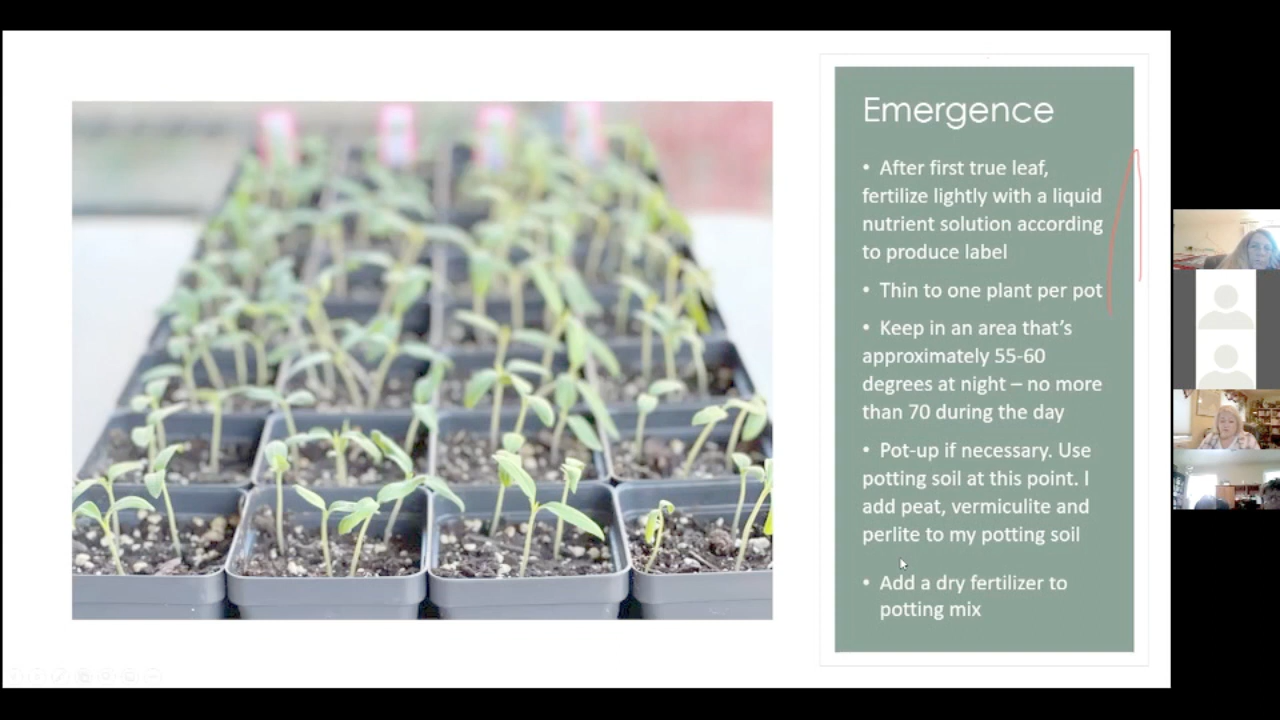 Emergence
• After first true leaf,
fertilize lightly with a liquid
nutrient solution according
to produce label
• Thin to one plant per pot
• Keep in an area that's
approximately 55-60
degrees at night – no more
than 70 during the day
• Pot-up if necessary. Use
potting soil at this point. I
add peat, vermiculite and
perlite to my potting soil
• Add a dry fertilizer to
potting mix